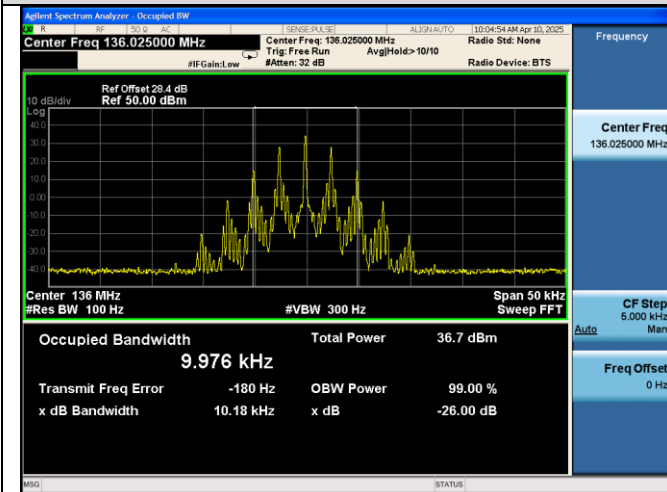 Agilent Spectrum Analyzer - Occupied BW
R RF 50 Ω AC SENSE:PULSE ALIGNAUTO 10:04:54 AM Apr 10, 2025
Center Freq 136.025000 MHz
Center Freq: 136.025000 MHz
Radio Std: None
Trig: Free Run Avg|Hold:> 10/10
#IFGain:Low #Atten: 32 dB Radio Device: BTS
Frequency
Ref Offset 28.4 dB
10 dB/div Ref 50.00 dBm
Log
40.0
30.0
20.0
10.0
0.00
-10.0
-20.0
-30.0
-40.0
Center 136 MHz Span 50 kHz
#Res BW 100 Hz #VBW 300 Hz Sweep FFT
Occupied Bandwidth Total Power 36.7 dBm
9.976 kHz
Transmit Freq Error -180 Hz OBW Power 99.00 %
x dB Bandwidth 10.18 kHz x dB -26.00 dB
Center Freq
136.025000 MHz
CF Step
5.000 kHz
Auto Man
Freq Offset
0 Hz
MSG STATUS